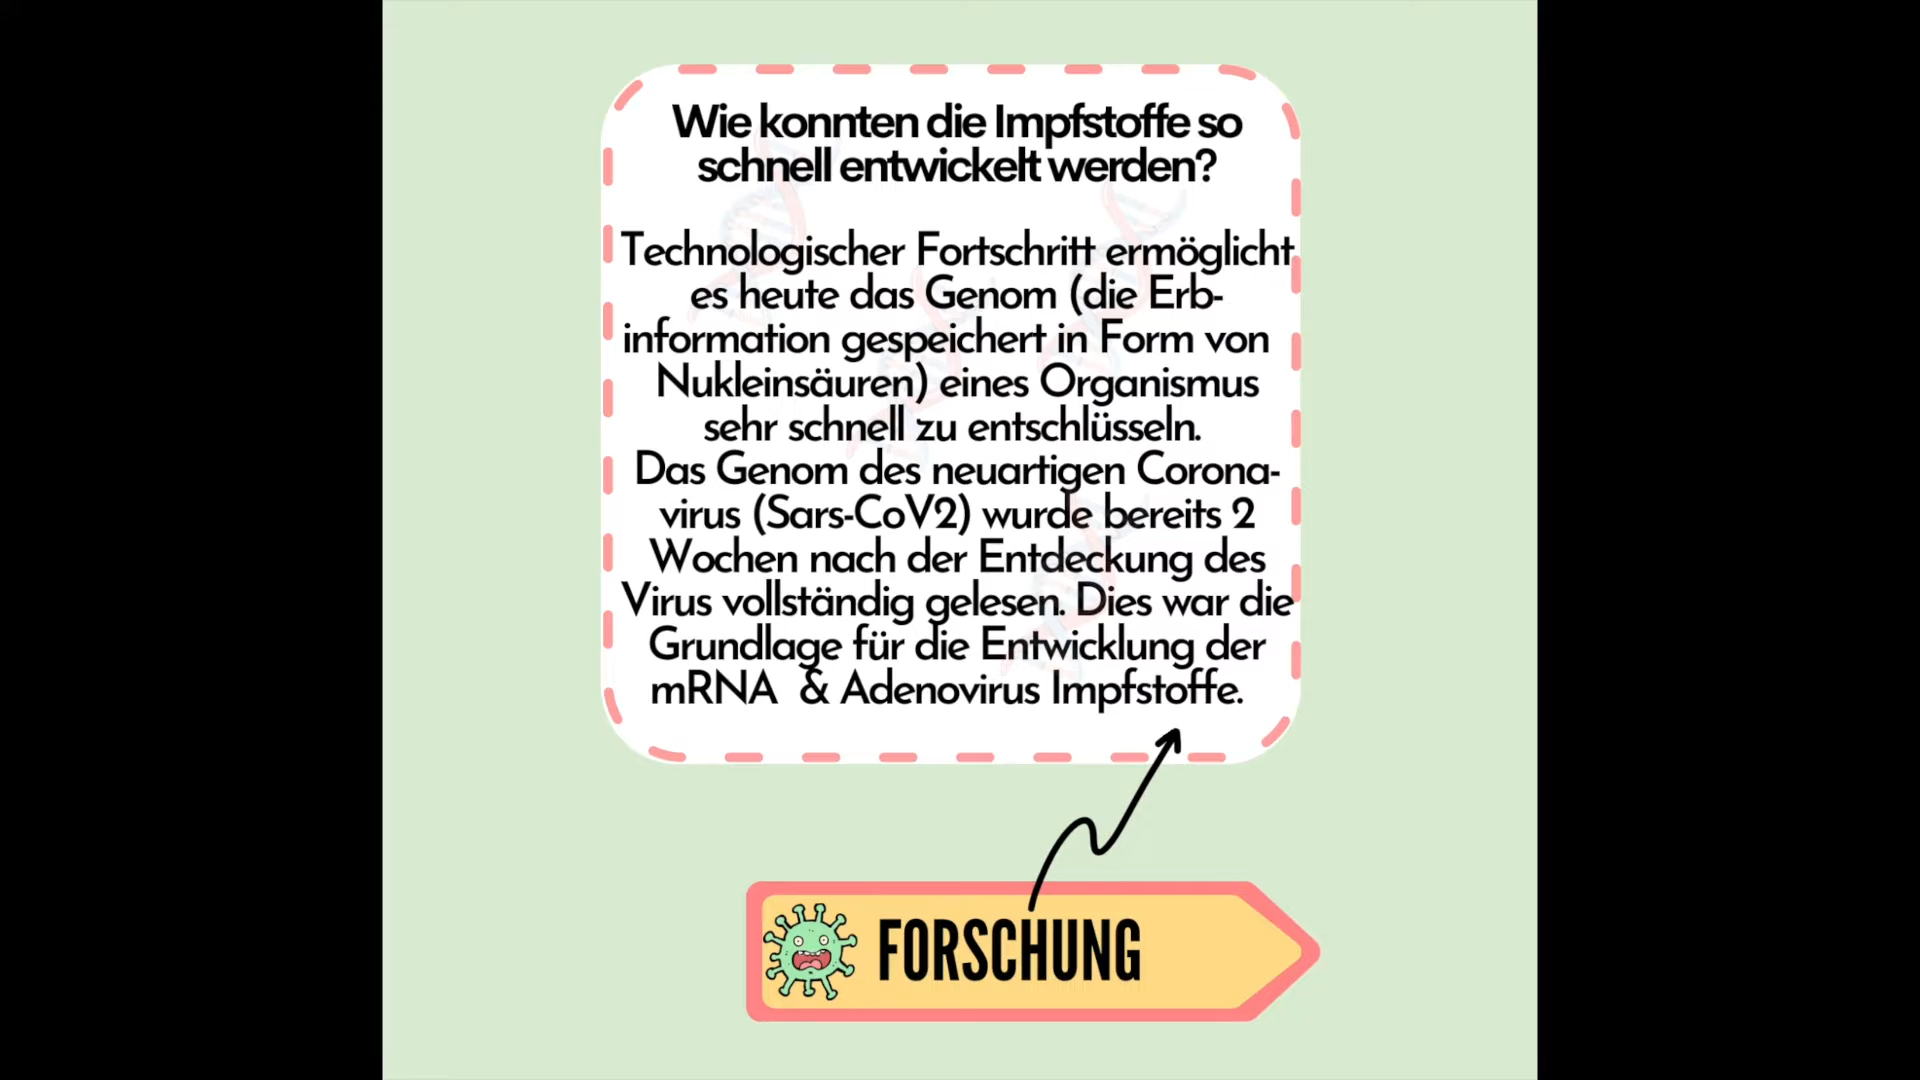 Wie konnten die Impfstoffe so
schnell entwickelt werden?
Technologischer Fortschritt ermöglicht
es heute das Genom (die Erb-
information gespeichert in Form von
Nukleinsäuren) eines Organismus
sehr schnell zu entschlüsseln.
Das Genom des neuartigen Corona-
virus (Sars-CoV2) wurde bereits 2
Wochen nach der Entdeckung des
Virus vollständig gelesen. Dies war die
Grundlage für die Entwicklung der
mRNA & Adenovirus Impfstoffe.
FORSCHUNG